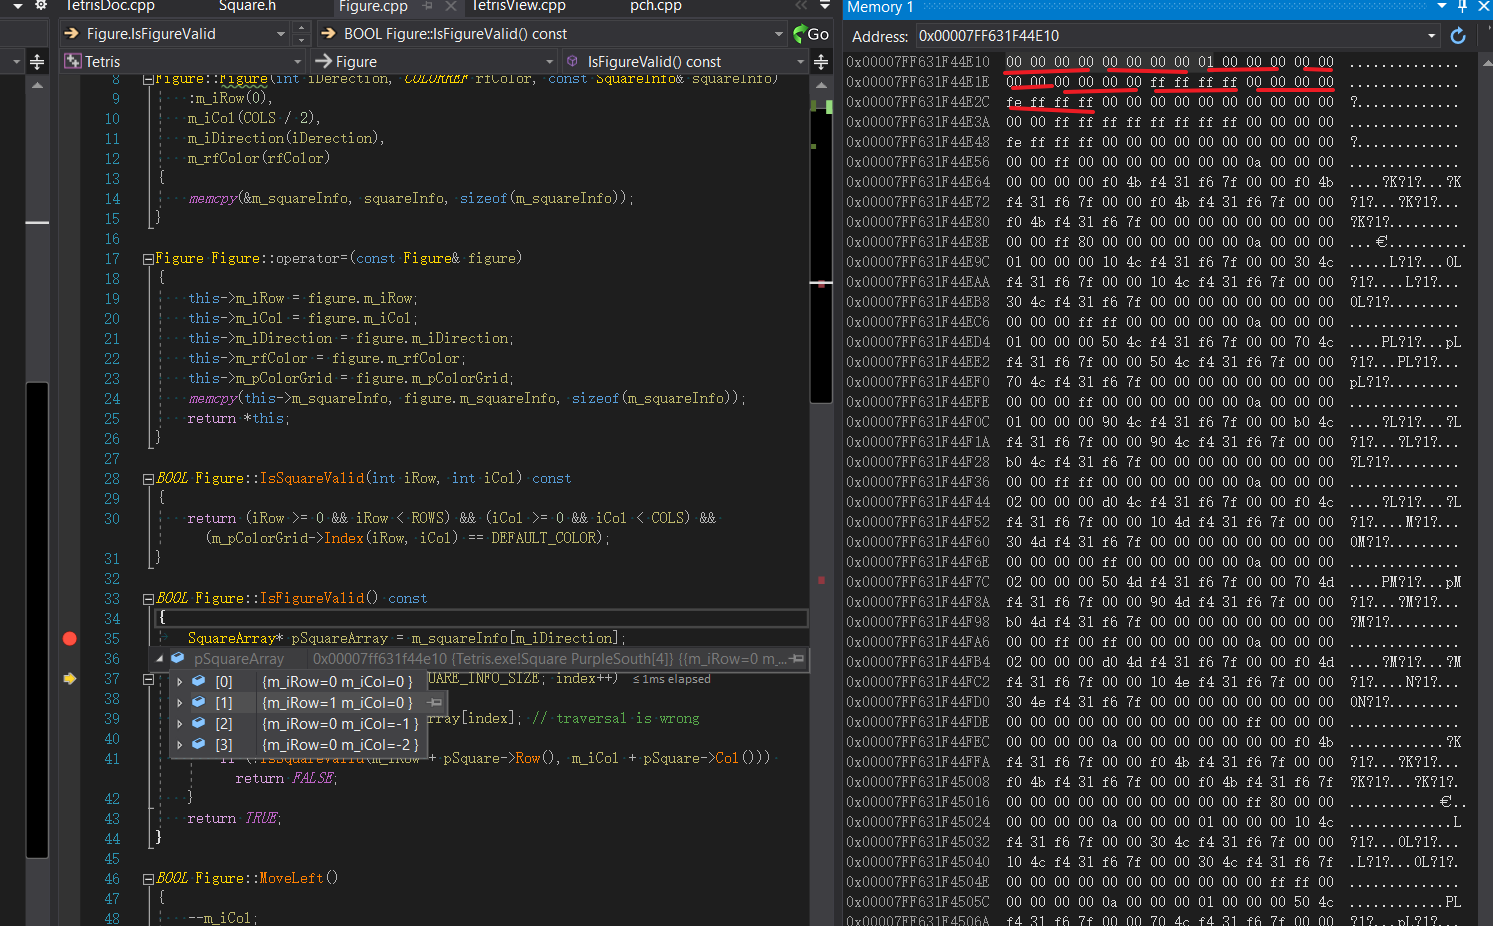 TetrisDoc.cpp Square.h Figure.cpp TetrisView.cpp pch.cpp
Figure.IsFigureValid BOOL Figure::IsFigureValid() const Go
Tetris Figure IsFigureValid() const
8 Figure::Figure(int iDerection, COLORREF rfColor, const SquareInfo& squareInfo)
9 :m_iRow(0),
10 m_iCol(COLS / 2),
11 m_iDirection(iDerection),
12 m_rfColor(rfColor)
13 {
14 memcpy(&m_squareInfo, squareInfo, sizeof(m_squareInfo));
15 }
16
17 Figure Figure::operator=(const Figure& figure)
18 {
19 this->m_iRow = figure.m_iRow;
20 this->m_iCol = figure.m_iCol;
21 this->m_iDirection = figure.m_iDirection;
22 this->m_rfColor = figure.m_rfColor;
23 this->m_pColorGrid = figure.m_pColorGrid;
24 memcpy(this->m_squareInfo, figure.m_squareInfo, sizeof(m_squareInfo));
25 return *this;
26 }
27
28 BOOL Figure::IsSquareValid(int iRow, int iCol) const
29 {
30 return (iRow >= 0 && iRow < ROWS) && (iCol >= 0 && iCol < COLS) &&
(m_pColorGrid->Index(iRow, iCol) == DEFAULT_COLOR);
31 }
32
33 BOOL Figure::IsFigureValid() const
34 {
35 SquareArray* pSquareArray = m_squareInfo[m_iDirection];
36 pSquareArray 0x00007ff631f44e10 {Tetris.exe!Square PurpleSouth[4]} {{m_iRow=0 m_...
37 [0] {m_iRow=0 m_iCol=0 } UARE_INFO_SIZE; index++) ≤ 1ms elapsed
38 [1] {m_iRow=1 m_iCol=0 }
39 [2] {m_iRow=0 m_iCol=-1 } rray[index]; // traversal is wrong
40 [3] {m_iRow=0 m_iCol=-2 }
41 if (!IsSquareValid(m_iRow + pSquare->Row(), m_iCol + pSquare->Col()))
return FALSE;
42 }
43 return TRUE;
44 }
45
46 BOOL Figure::MoveLeft()
47 {
48 --m_iCol;
Memory 1
Address: 0x00007FF631F44E10
0x00007FF631F44E10 00 00 00 00 00 00 00 00 01 00 00 00 00 00 ..............
0x00007FF631F44E1E 00 00 00 00 00 00 ff ff ff ff 00 00 00 00 ..............
0x00007FF631F44E2C fe ff ff ff 00 00 00 00 00 00 00 00 00 00 ?.............
0x00007FF631F44E3A 00 00 ff ff ff ff ff ff ff ff 00 00 00 00 ..............
0x00007FF631F44E48 fe ff ff ff 00 00 00 00 00 00 00 00 00 00 ?.............
0x00007FF631F44E56 00 00 00 00 00 00 00 00 00 00 0a 00 00 00 ..............
0x00007FF631F44E64 00 00 00 00 f0 4b f4 31 f6 7f 00 00 f0 4b ....?K?1?...?K
0x00007FF631F44E72 f4 31 f6 7f 00 00 f0 4b f4 31 f6 7f 00 00 ?1?...?K?1?...
0x00007FF631F44E80 f0 4b f4 31 f6 7f 00 00 00 00 00 00 00 00 ?K?1?.........
0x00007FF631F44E8E 00 00 ff 80 00 00 00 00 00 00 0a 00 00 00 ...€..........
0x00007FF631F44E9C 01 00 00 00 10 4c f4 31 f6 7f 00 00 30 4c .....L?1?...0L
0x00007FF631F44EAA f4 31 f6 7f 00 00 10 4c f4 31 f6 7f 00 00 ?1?....L?1?...
0x00007FF631F44EB8 30 4c f4 31 f6 7f 00 00 00 00 00 00 00 00 0L?1?.........
0x00007FF631F44EC6 00 00 00 ff ff 00 00 00 00 00 0a 00 00 00 ..............
0x00007FF631F44ED4 01 00 00 00 50 4c f4 31 f6 7f 00 00 70 4c ....PL?1?...pL
0x00007FF631F44EE2 f4 31 f6 7f 00 00 50 4c f4 31 f6 7f 00 00 ?1?...PL?1?...
0x00007FF631F44EF0 70 4c f4 31 f6 7f 00 00 00 00 00 00 00 00 pL?1?.........
0x00007FF631F44EFE 00 00 00 ff 00 00 00 00 00 00 0a 00 00 00 ..............
0x00007FF631F44F0C 01 00 00 00 90 4c f4 31 f6 7f 00 00 b0 4c ....?L?1?...?L
0x00007FF631F44F1A f4 31 f6 7f 00 00 90 4c f4 31 f6 7f 00 00 ?1?...?L?1?...
0x00007FF631F44F28 b0 4c f4 31 f6 7f 00 00 00 00 00 00 00 00 ?L?1?.........
0x00007FF631F44F36 00 00 ff ff 00 00 00 00 00 00 0a 00 00 00 ..............
0x00007FF631F44F44 02 00 00 00 d0 4c f4 31 f6 7f 00 00 f0 4c ....?L?1?...?L
0x00007FF631F44F52 f4 31 f6 7f 00 00 10 4d f4 31 f6 7f 00 00 ?1?....M?1?...
0x00007FF631F44F60 30 4d f4 31 f6 7f 00 00 00 00 00 00 00 00 0M?1?.........
0x00007FF631F44F6E 00 00 00 ff 00 00 00 00 00 00 0a 00 00 00 ..............
0x00007FF631F44F7C 02 00 00 00 50 4d f4 31 f6 7f 00 00 70 4d ....PM?1?...pM
0x00007FF631F44F8A f4 31 f6 7f 00 00 90 4d f4 31 f6 7f 00 00 ?1?...?M?1?...
0x00007FF631F44F98 b0 4d f4 31 f6 7f 00 00 00 00 00 00 00 00 ?M?1?.........
0x00007FF631F44FA6 00 00 ff 00 ff 00 00 00 00 00 0a 00 00 00 ..............
0x00007FF631F44FB4 02 00 00 00 d0 4d f4 31 f6 7f 00 00 f0 4d ....?M?1?...?M
0x00007FF631F44FC2 f4 31 f6 7f 00 00 10 4e f4 31 f6 7f 00 00 ?1?....N?1?...
0x00007FF631F44FD0 30 4e f4 31 f6 7f 00 00 00 00 00 00 00 00 0N?1?.........
0x00007FF631F44FDE 00 00 00 00 00 00 00 00 00 00 ff 00 00 00 ..............
0x00007FF631F44FEC 00 00 00 00 0a 00 00 00 00 00 00 00 f0 4b ............?K
0x00007FF631F44FFA f4 31 f6 7f 00 00 f0 4b f4 31 f6 7f 00 00 ?1?...?K?1?...
0x00007FF631F45008 f0 4b f4 31 f6 7f 00 00 f0 4b f4 31 f6 7f ?K?1?...?K?1?.
0x00007FF631F45016 00 00 00 00 00 00 00 00 00 00 ff 80 00 00 ...........€..
0x00007FF631F45024 00 00 00 00 0a 00 00 00 01 00 00 00 10 4c .............L
0x00007FF631F45032 f4 31 f6 7f 00 00 30 4c f4 31 f6 7f 00 00 ?1?...0L?1?...
0x00007FF631F45040 10 4c f4 31 f6 7f 00 00 30 4c f4 31 f6 7f .L?1?...0L?1?.
0x00007FF631F4504E 00 00 00 00 00 00 00 00 00 00 00 ff ff 00 ..............
0x00007FF631F4505C 00 00 00 00 0a 00 00 00 01 00 00 00 50 4c ............PL
0x00007FF631F4506A f4 31 f6 7f 00 00 70 4c f4 31 f6 7f 00 00 ?1?...pL?1?...